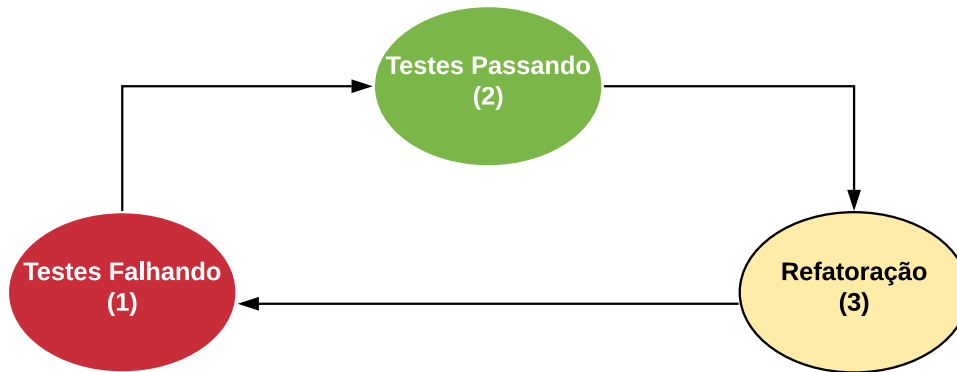 Testes Passando
(2)
Testes Falhando
(1)
Refatoração
(3)